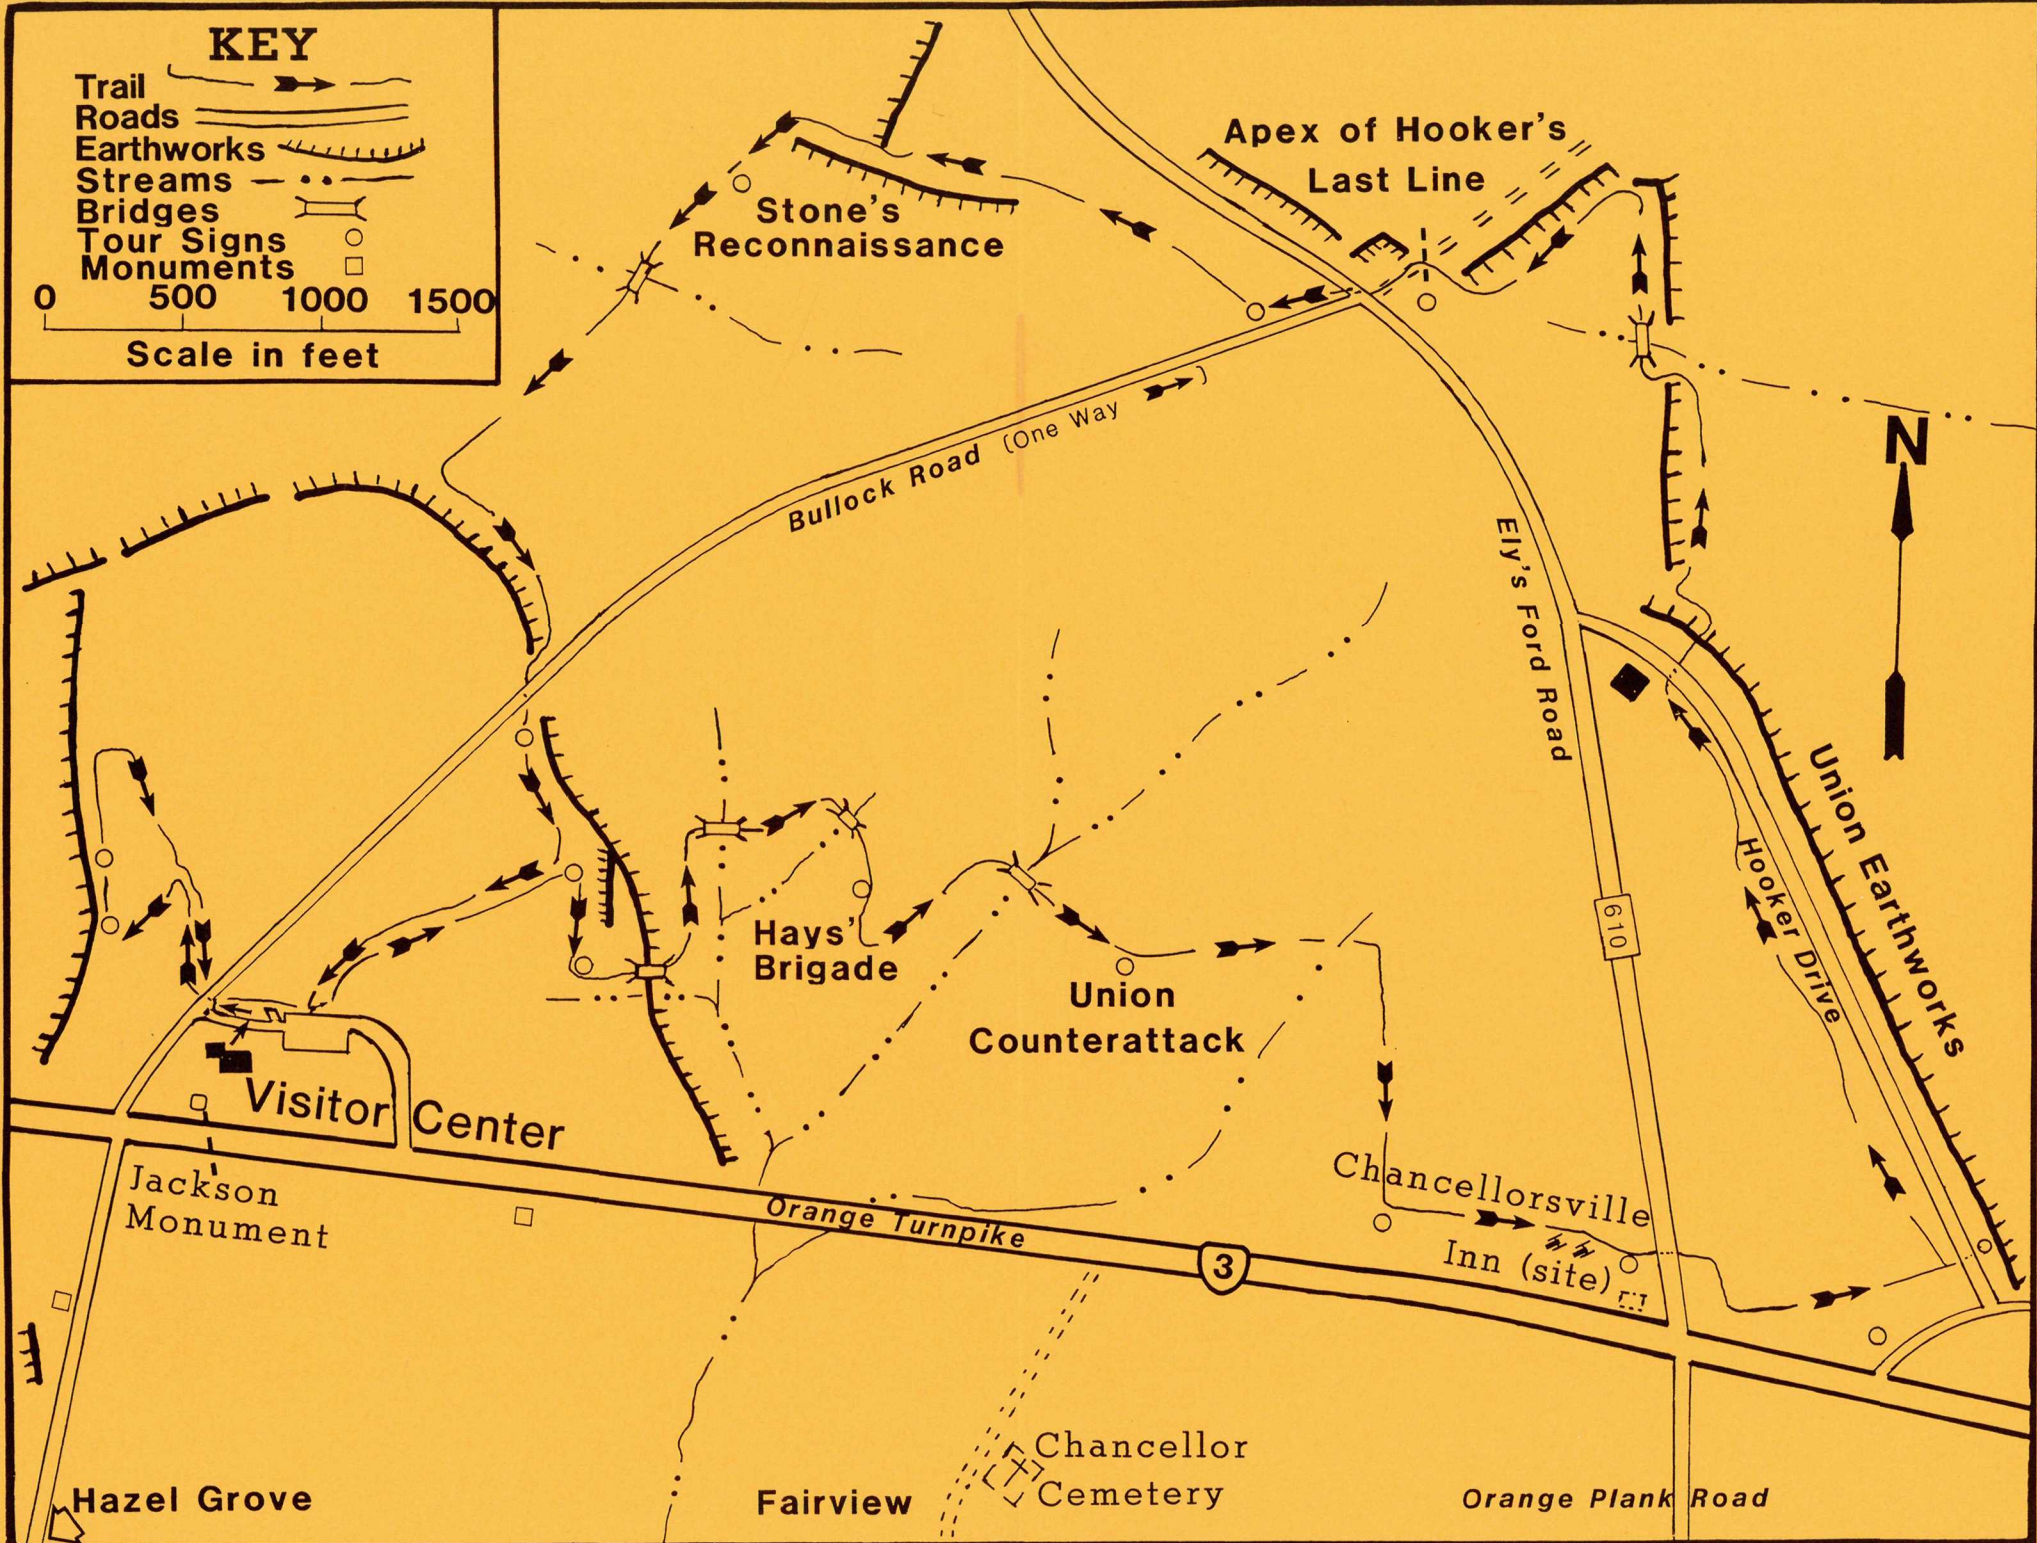 KEY
Trail
Roads
Earthworks
Streams
Bridges
Tour Signs
Monuments
0 500 1000 1500
Scale in feet
Apex of Hooker's
Last Line
Stone's
Reconnaissance
Bullock Road (One Way )
N
Ely's Ford Road
610
Hooker Drive
Union Earthworks
Hays'
Brigade
Union
Counterattack
Visitor Center
Jackson
Monument
Orange Turnpike
3
Chancellorsville
Inn (site)
Hazel Grove
Fairview
Chancellor
Cemetery
Orange Plank Road